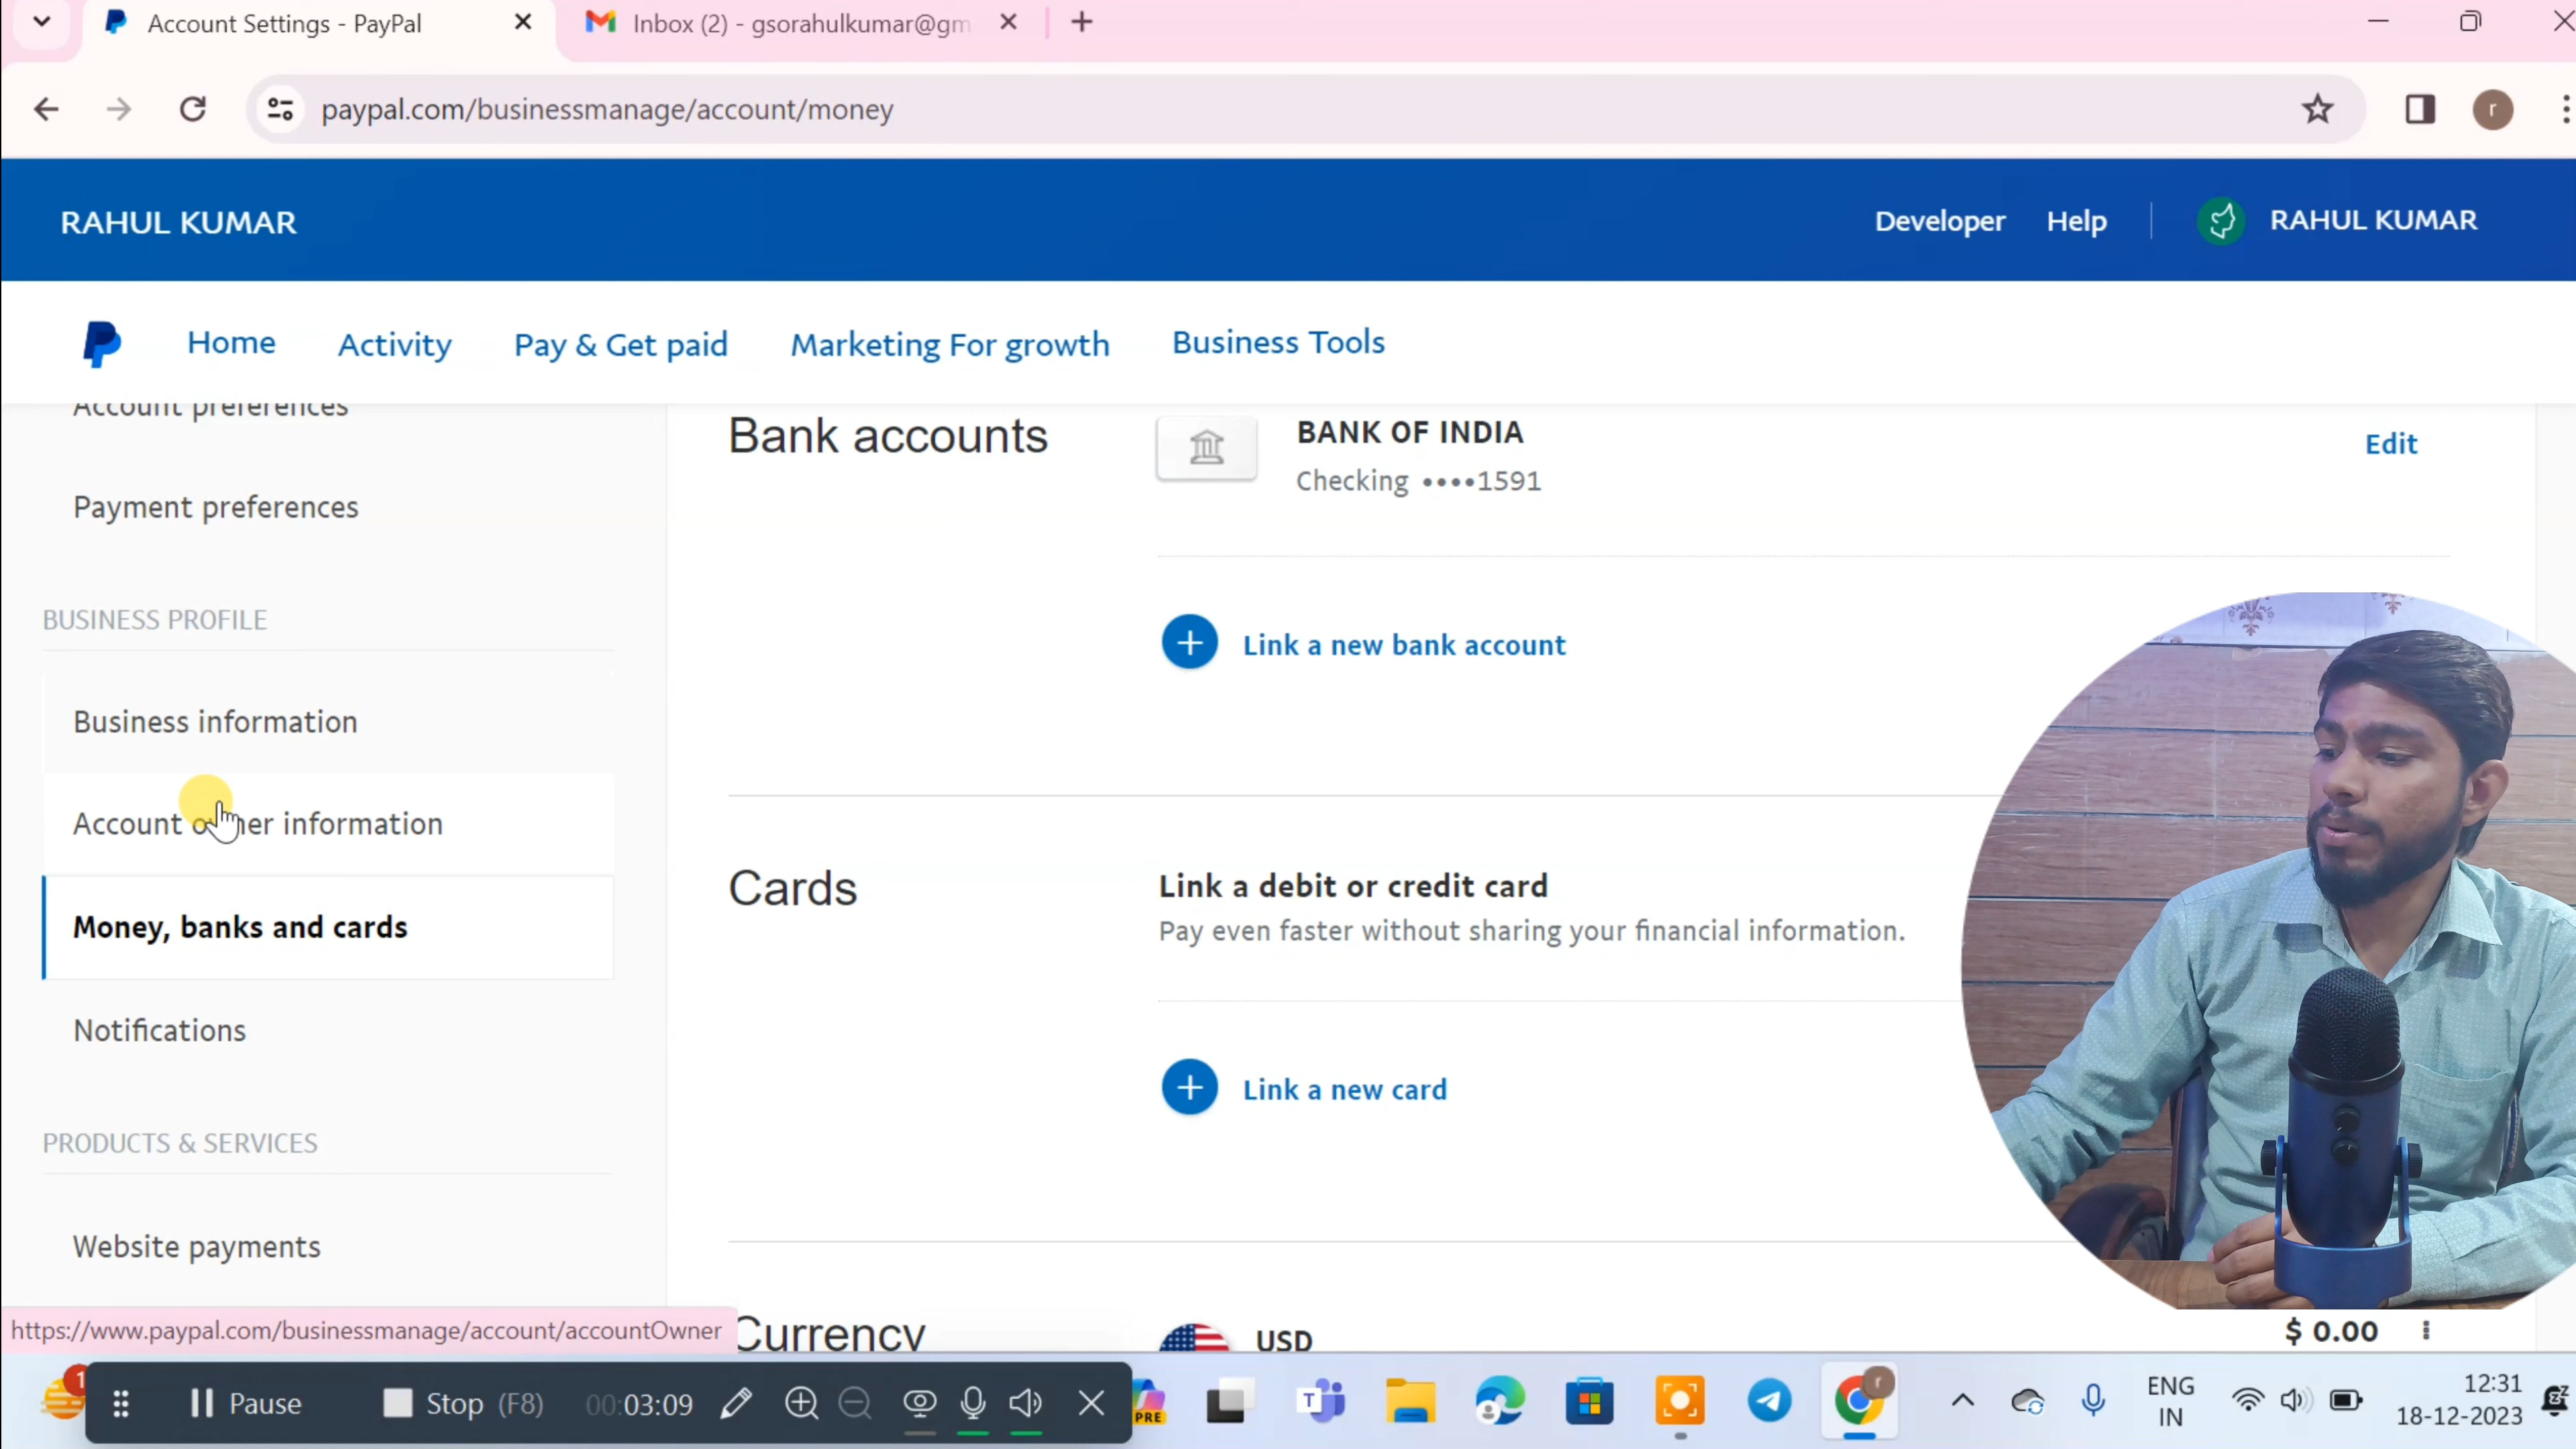 Account Settings - PayPal
Inbox (2) - gsorahulkumar@gm
paypal.com/businessmanage/account/money
r
RAHUL KUMAR
Developer Help RAHUL KUMAR
Home Activity Pay & Get paid Marketing For growth Business Tools
Account preferences
Payment preferences
BUSINESS PROFILE
Business information
Account owner information
Money, banks and cards
Notifications
PRODUCTS & SERVICES
Website payments
Bank accounts
BANK OF INDIA
Checking ••••1591
Edit
Link a new bank account
Cards
Link a debit or credit card
Pay even faster without sharing your financial information.
Link a new card
Currency
USD
$ 0.00
https://www.paypal.com/businessmanage/account/accountOwner
1
Pause Stop (F8) 00:03:09
PRE
T
r
ENG
IN
12:31
18-12-2023